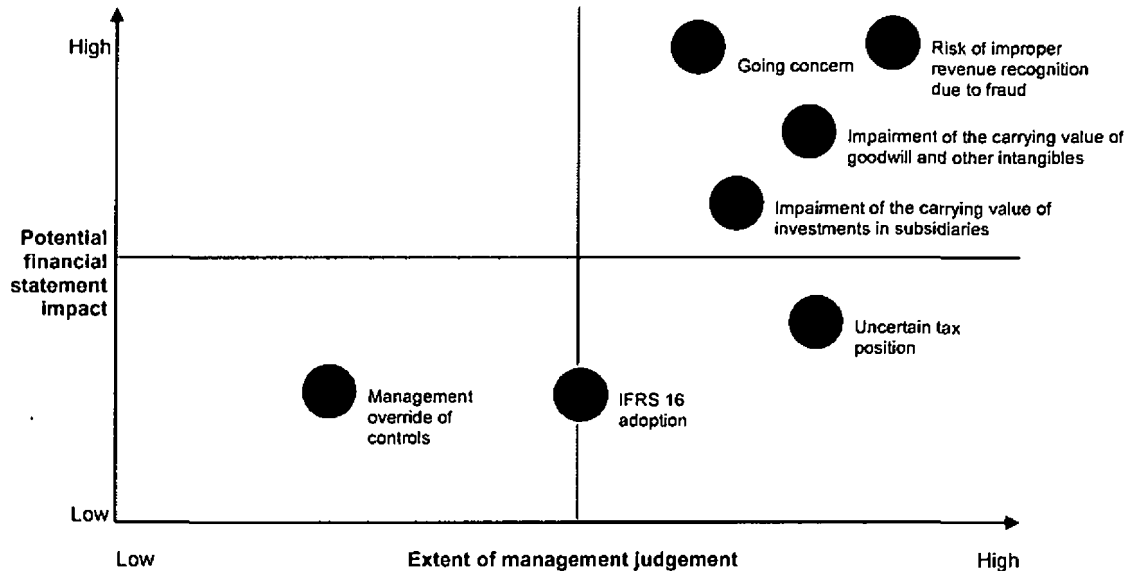 High
Going concern
Risk of improper
revenue recognition
due to fraud
Impairment of the carrying value of
goodwill and other intangibles
Impairment of the carrying value of
investments in subsidiaries
Potential
financial
statement
impact
Uncertain tax
position
Management
override of
controls
IFRS 16
adoption
Low
Low
Extent of management judgement
High